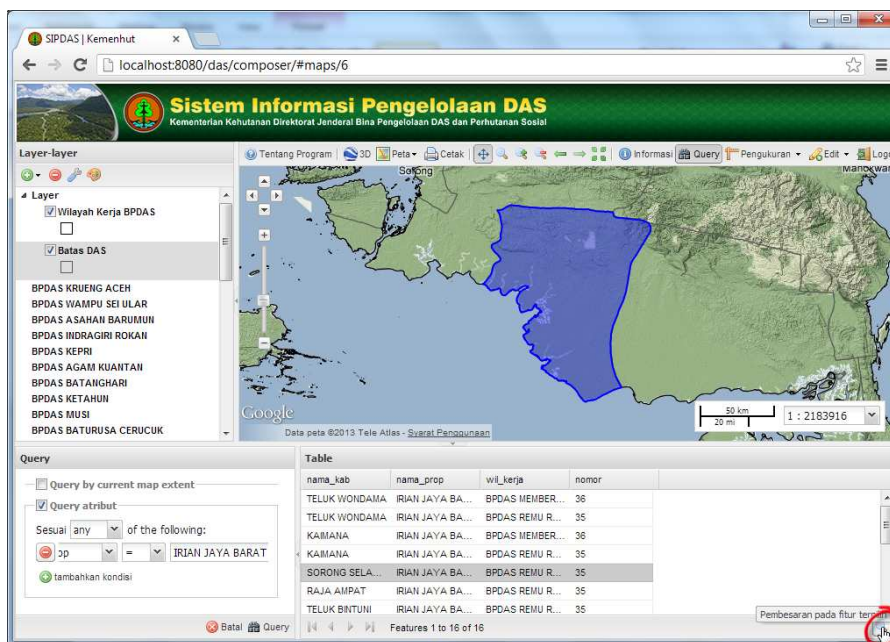 SIPDAS | Kemenhut
localhost:8080/das/composer/#maps/6
Sistem Informasi Pengelolaan DAS
Kementerian Kehutanan Direktorat Jenderal Bina Pengelolaan DAS dan Perhutanan Sosial
Layer-layer
Tentang Program 3D Peta Cetak Informasi Query Pengukuran Edit
Layer
Wilayah Kerja BPDAS
Batas DAS
BPDAS KRUENG ACEH
BPDAS WAMPU SEI ULAR
BPDAS ASAHAN BARUMUN
BPDAS INDRAGIRI ROKAN
BPDAS KEPRI
BPDAS AGAM KUANTAN
BPDAS BATANGHARI
BPDAS KETAHUN
BPDAS MUSI
BPDAS BATURUSA CERUCUK
Sorong
Google
Data peta ©2013 Tele Atlas - Syarat Penggunaan
50 km
20 mi
1 : 2183916
Query
Query by current map extent
Query atribut
Sesuai any of the following:
= IRIAN JAYA BARAT
tambahkan kondisi
Batal Query
Table
nama_kab nama_prop wil_kerja nomor
TELUK WONDAMA IRIAN JAYA BA... BPDAS MEMBER... 36
TELUK WONDAMA IRIAN JAYA BA... BPDAS REMU R... 35
KAIMANA IRIAN JAYA BA... BPDAS MEMBER... 36
KAIMANA IRIAN JAYA BA... BPDAS REMU R... 35
SORONG SELA... IRIAN JAYA BA... BPDAS REMU R... 35
RAJA AMPAT IRIAN JAYA BA... BPDAS REMU R... 35
TELUK BINTUNI IRIAN JAYA BA... BPDAS REMU R... 35
Features 1 to 16 of 16
Pembesaran pada fitur